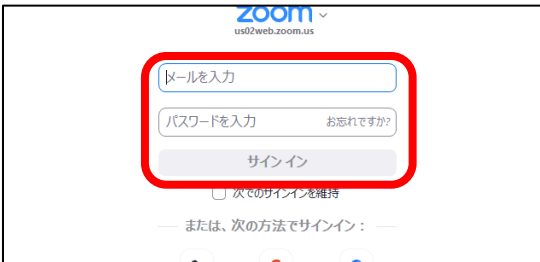 zoom
us02web.zoom.us
メールを入力
パスワードを入力 お忘れですか?
サインイン
次でのサインインを維持
または、次の方法でサインイン：